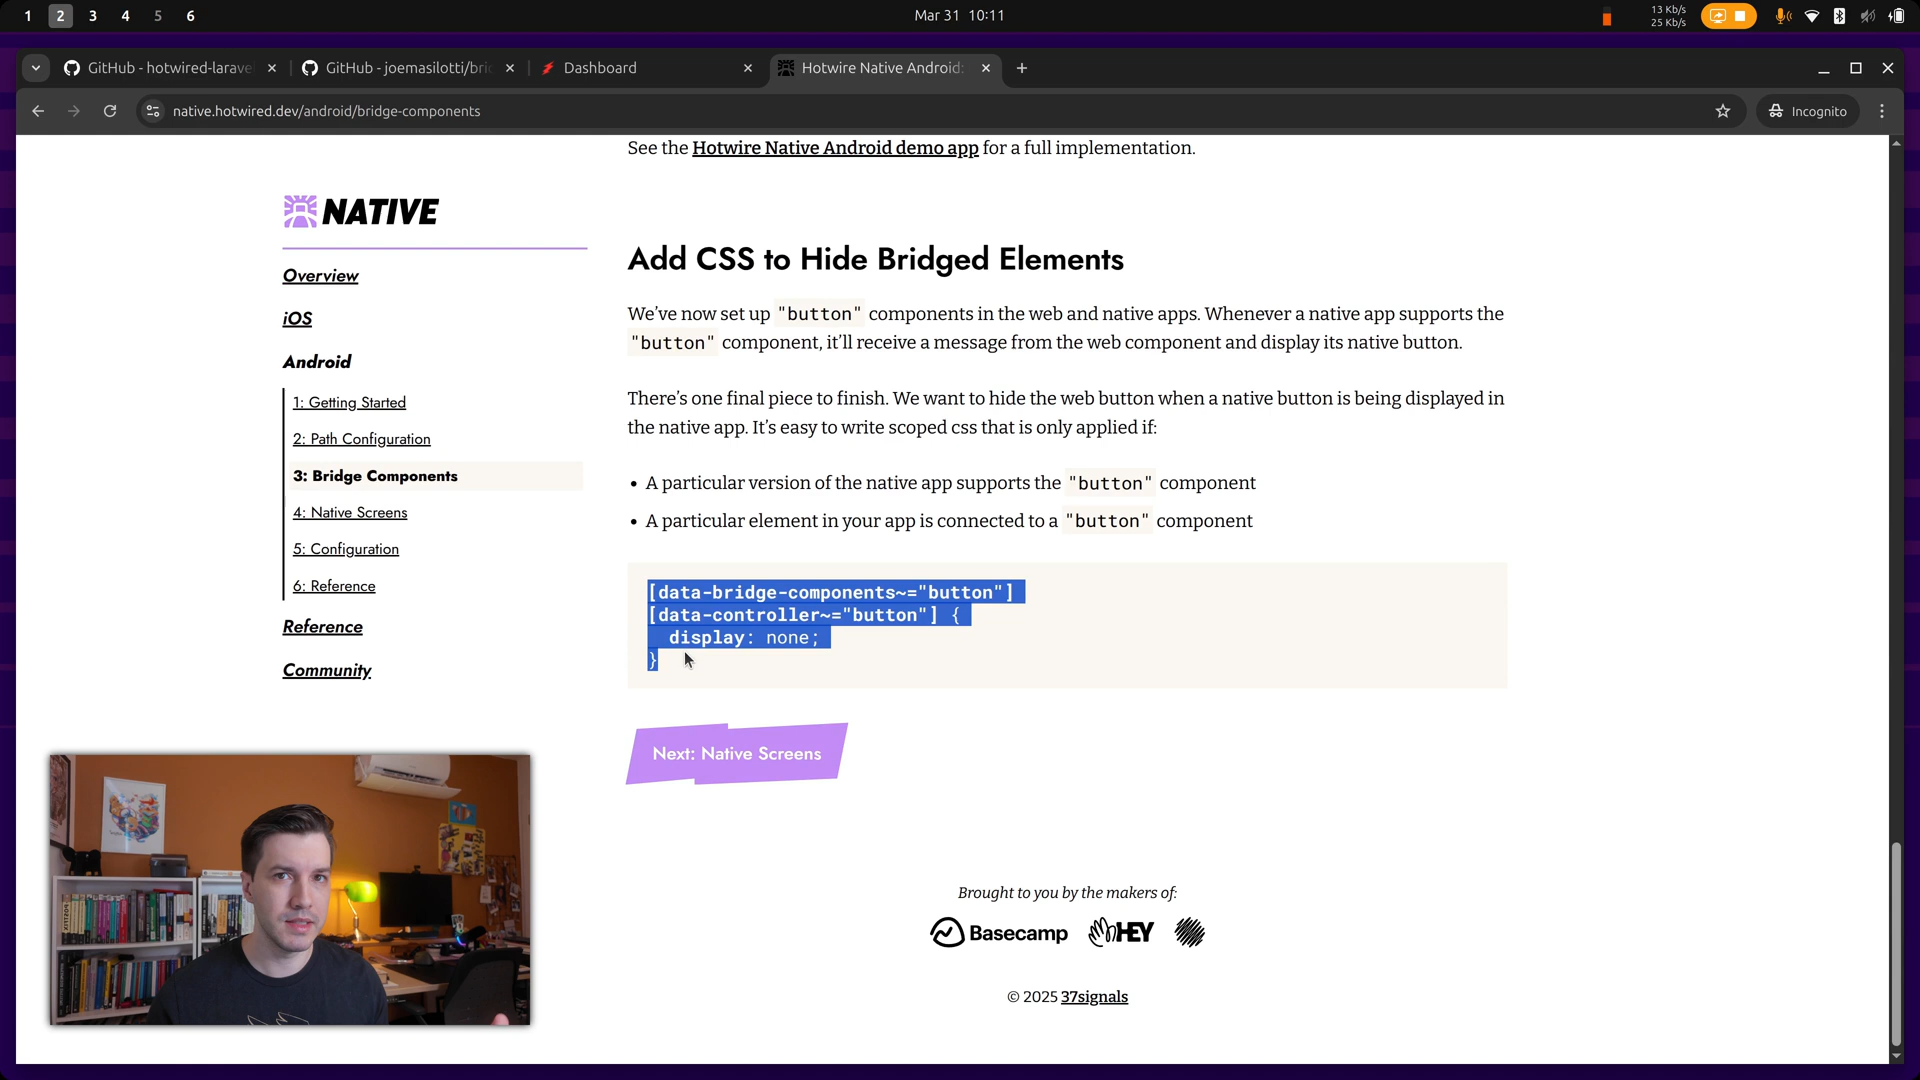 1 2 3 4 5 6
Mar 31 10:11
13 Kb/s
25 Kb/s
GitHub - hotwired-larave
GitHub - joemasilotti/bric
Dashboard
Hotwire Native Android:
native.hotwired.dev/android/bridge-components
Incognito
See the Hotwire Native Android demo app for a full implementation.
NATIVE
Overview
iOS
Android
1: Getting Started
2: Path Configuration
3: Bridge Components
4: Native Screens
5: Configuration
6: Reference
Reference
Community
Add CSS to Hide Bridged Elements
We’ve now set up "button" components in the web and native apps. Whenever a native app supports the
"button" component, it’ll receive a message from the web component and display its native button.
There’s one final piece to finish. We want to hide the web button when a native button is being displayed in
the native app. It’s easy to write scoped css that is only applied if:
• A particular version of the native app supports the "button" component
• A particular element in your app is connected to a "button" component
[data-bridge-components~="button"]
[data-controller~="button"] {
display: none;
}
Next: Native Screens
Brought to you by the makers of:
Basecamp HEY
© 2025 37signals